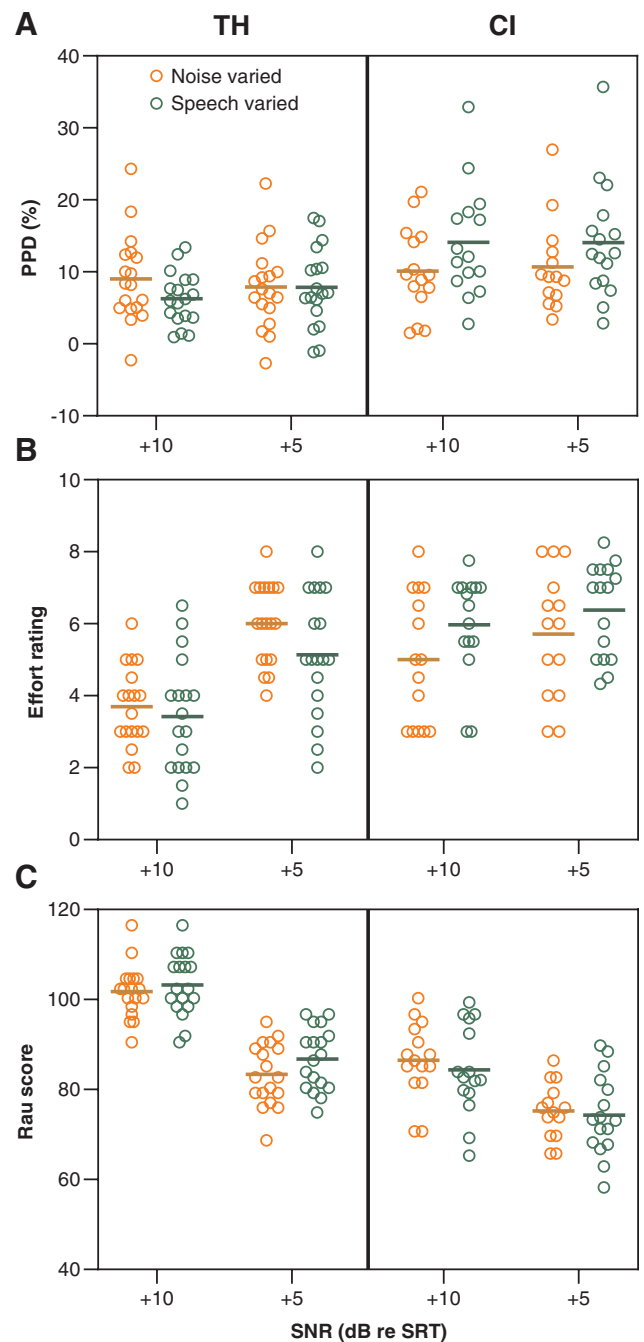 A
TH
CI
Noise varied
Speech varied
PPD (%)
40
30
20
10
0
-10
+10
+5
+10
+5
B
Effort rating
10
8
6
4
2
0
+10
+5
+10
+5
C
Rau score
120
100
80
60
40
+10
+5
+10
+5
SNR (dB re SRT)